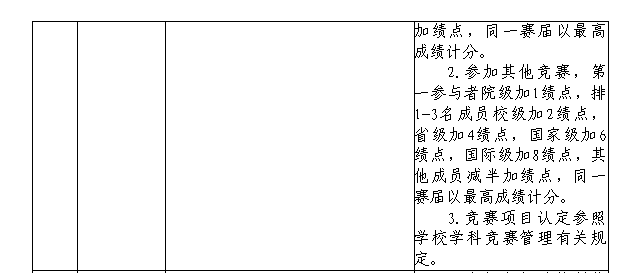 加绩点，同一赛届以最高
成绩计分。
2.参加其他竞赛，第
一参与者院级加1绩点，排
1-3名成员校级加2绩点，
省级加4绩点，国家级加6
绩点，国际级加8绩点，其
他成员减半加绩点，同一
赛届以最高成绩计分。
3.竞赛项目认定参照
学校学科竞赛管理有关规
定。